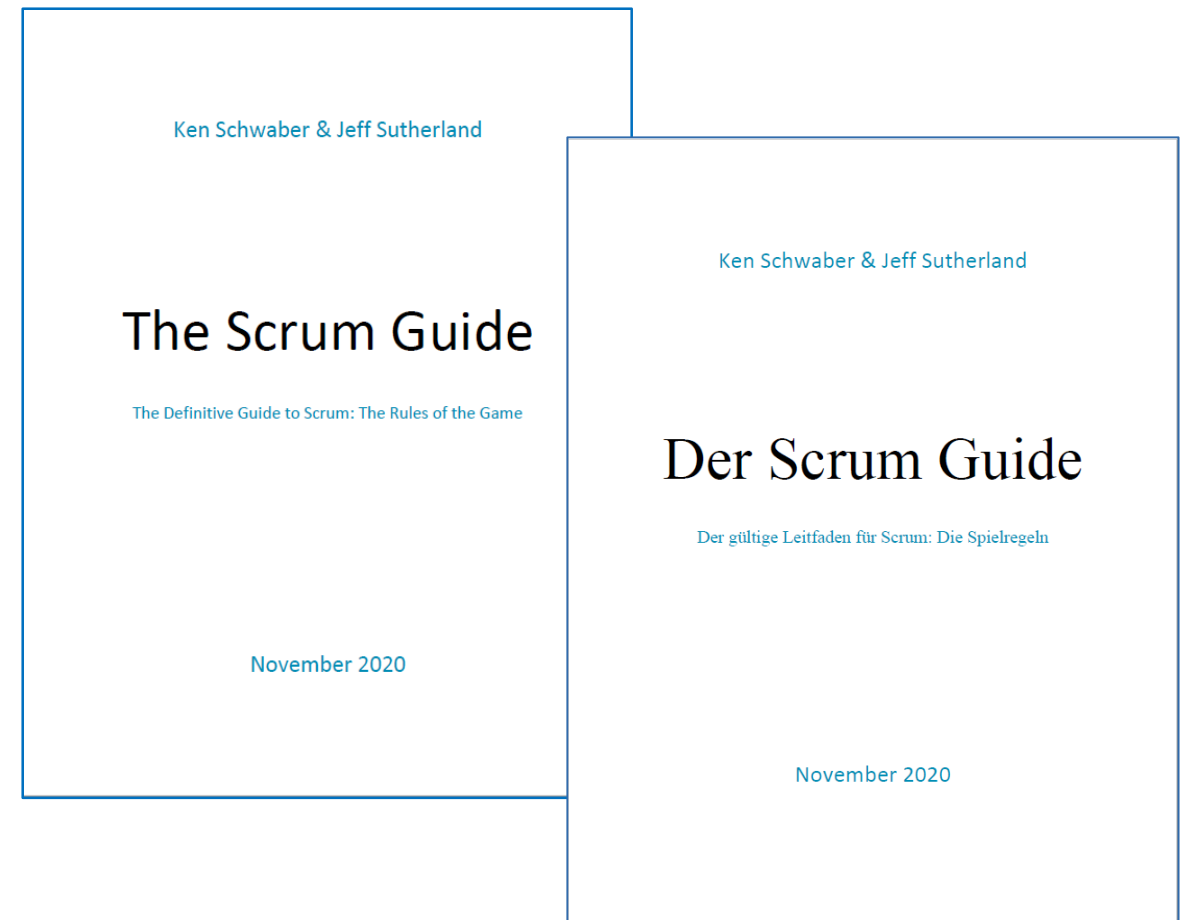 Ken Schwaber & Jeff Sutherland
The Scrum Guide
The Definitive Guide to Scrum: The Rules of the Game
November 2020
Ken Schwaber & Jeff Sutherland
Der Scrum Guide
Der gültige Leitfaden für Scrum: Die Spielregeln
November 2020